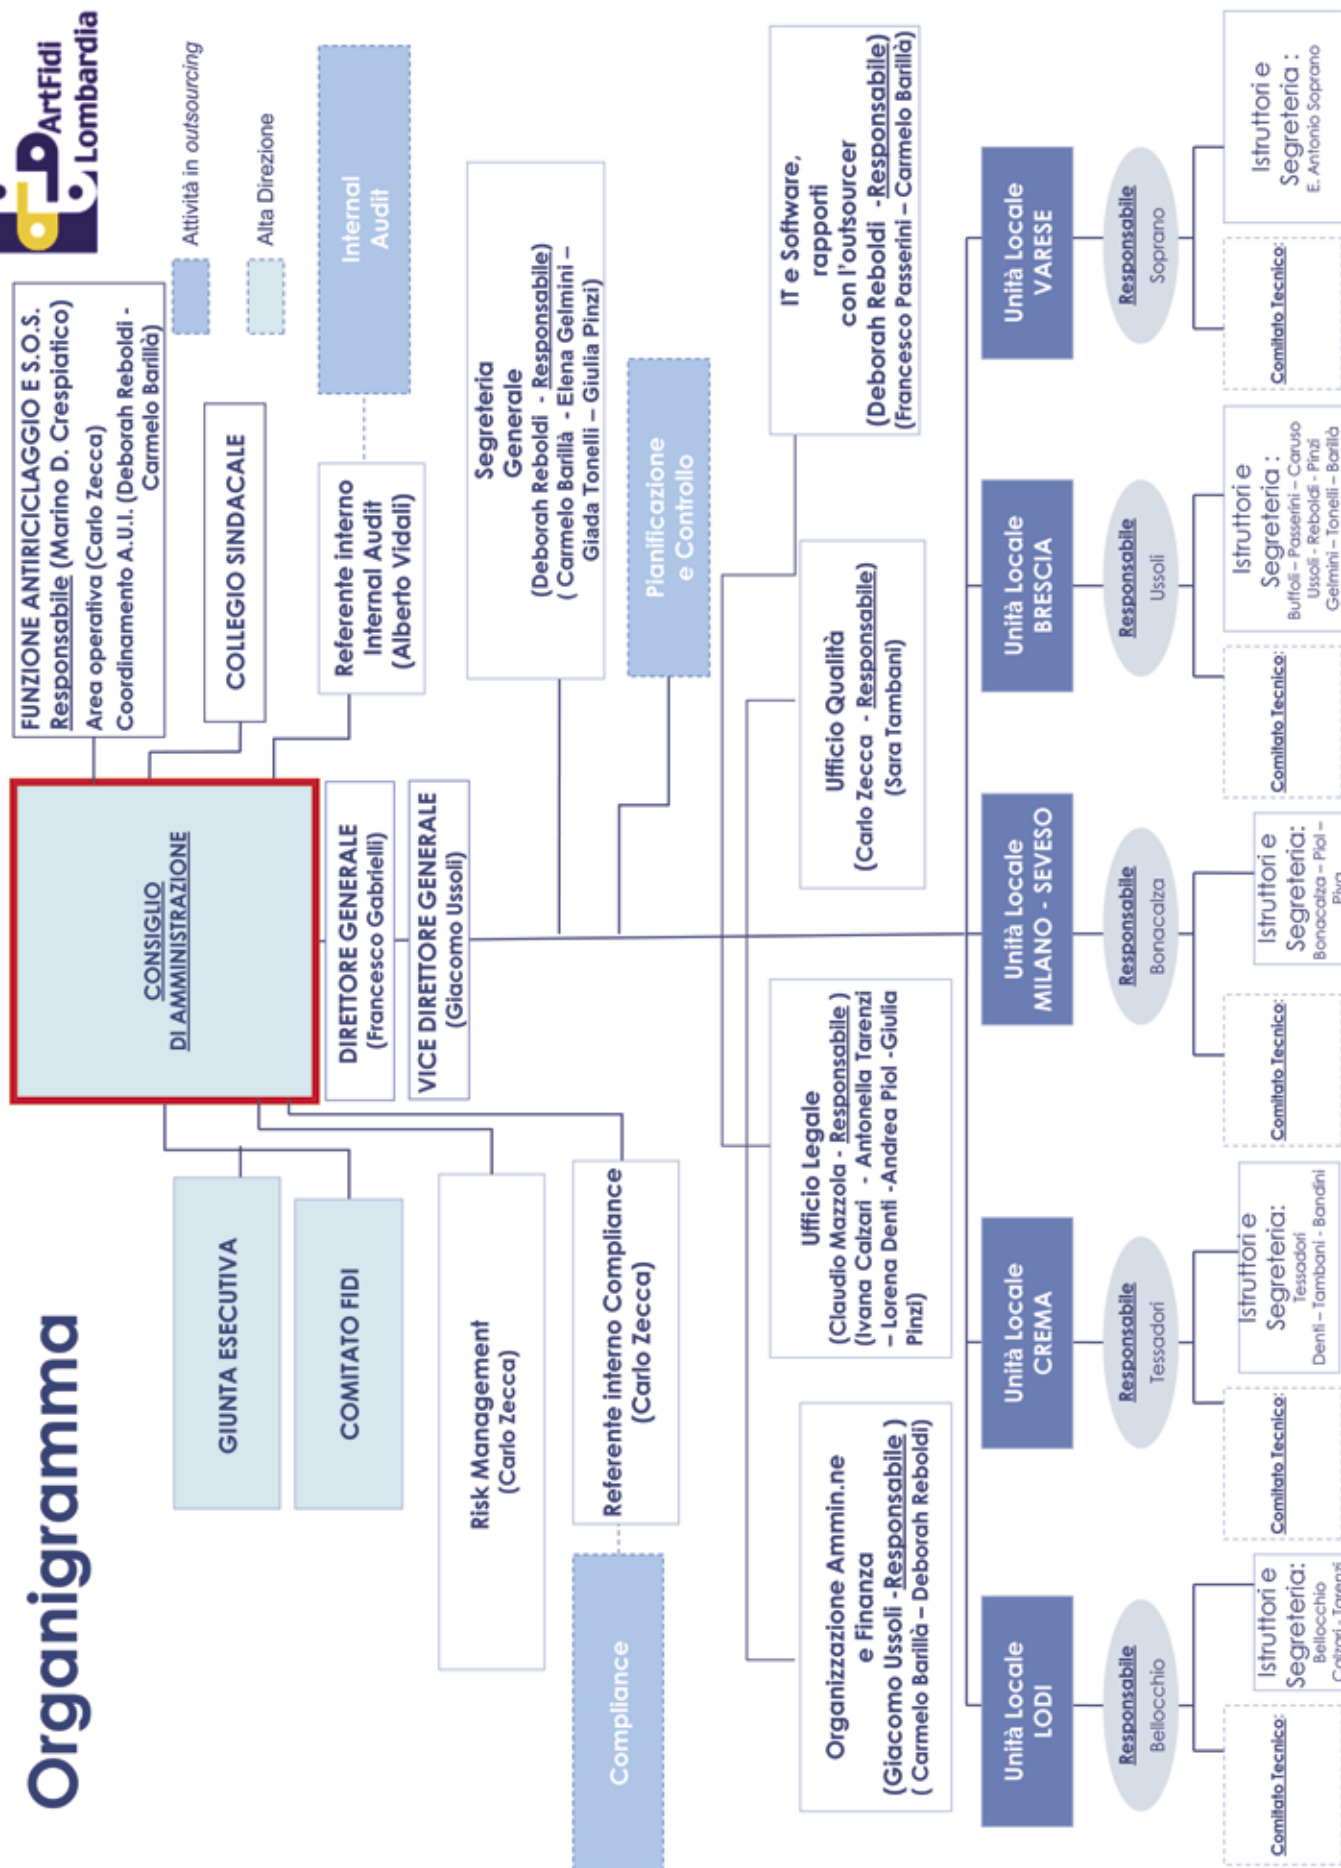 Organigramma
ArtFidi
Lombardia
Attività in outsourcing
Alta Direzione
CONSIGLIO
DI AMMINISTRAZIONE
FUNZIONE ANTIRICICLAGGIO E S.O.S.
Responsabile (Marino D. Crespiatico)
Area operativa (Carlo Zecca)
Coordinamento A.U.I. (Deborah Reboldi -
Carmelo Barillà)
COLLEGIO SINDACALE
Referente interno
Internal Audit
(Alberto Vidali)
Internal
Audit
GIUNTA ESECUTIVA
COMITATO FIDI
DIRETTORE GENERALE
(Francesco Gabrielli)
VICE DIRETTORE GENERALE
(Giacomo Ussoli)
Risk Management
(Carlo Zecca)
Compliance
Referente interno Compliance
(Carlo Zecca)
Segreteria
Generale
(Deborah Reboldi - Responsabile)
( Carmelo Barillà - Elena Gelmini –
Giada Tonelli – Giulia Pinzi)
Pianificazione
e Controllo
Organizzazione Ammin.ne
e Finanza
(Giacomo Ussoli -Responsabile )
( Carmelo Barillà – Deborah Reboldi)
Ufficio Legale
(Claudio Mazzola - Responsabile )
(Ivana Calzari - Antonella Tarenzi
– Lorena Denti -Andrea Piol -Giulia
Pinzi)
Ufficio Qualità
(Carlo Zecca - Responsabile)
(Sara Tambani)
IT e Software,
rapporti
con l'outsourcer
(Deborah Reboldi -Responsabile)
(Francesco Passerini – Carmelo Barillà)
Unità Locale
LODI
Responsabile
Bellocchio
Comitato Tecnico:
Istruttori e
Segreteria:
Bellocchio
Calzari - Tarenzi
Unità Locale
CREMA
Responsabile
Tessadori
Comitato Tecnico:
Istruttori e
Segreteria:
Tessadori
Denti – Tambani - Bandini
Unità Locale
MILANO - SEVESO
Responsabile
Bonacalza
Comitato Tecnico:
Istruttori e
Segreteria:
Bonacalza – Piol –
Piva
Unità Locale
BRESCIA
Responsabile
Ussoli
Comitato Tecnico:
Istruttori e
Segreteria :
Buffoli – Passerini – Caruso
Ussoli - Reboldi - Pinzi
Gelmini – Tonelli – Barillà
Unità Locale
VARESE
Responsabile
Soprano
Comitato Tecnico:
Istruttori e
Segreteria :
E. Antonio Soprano